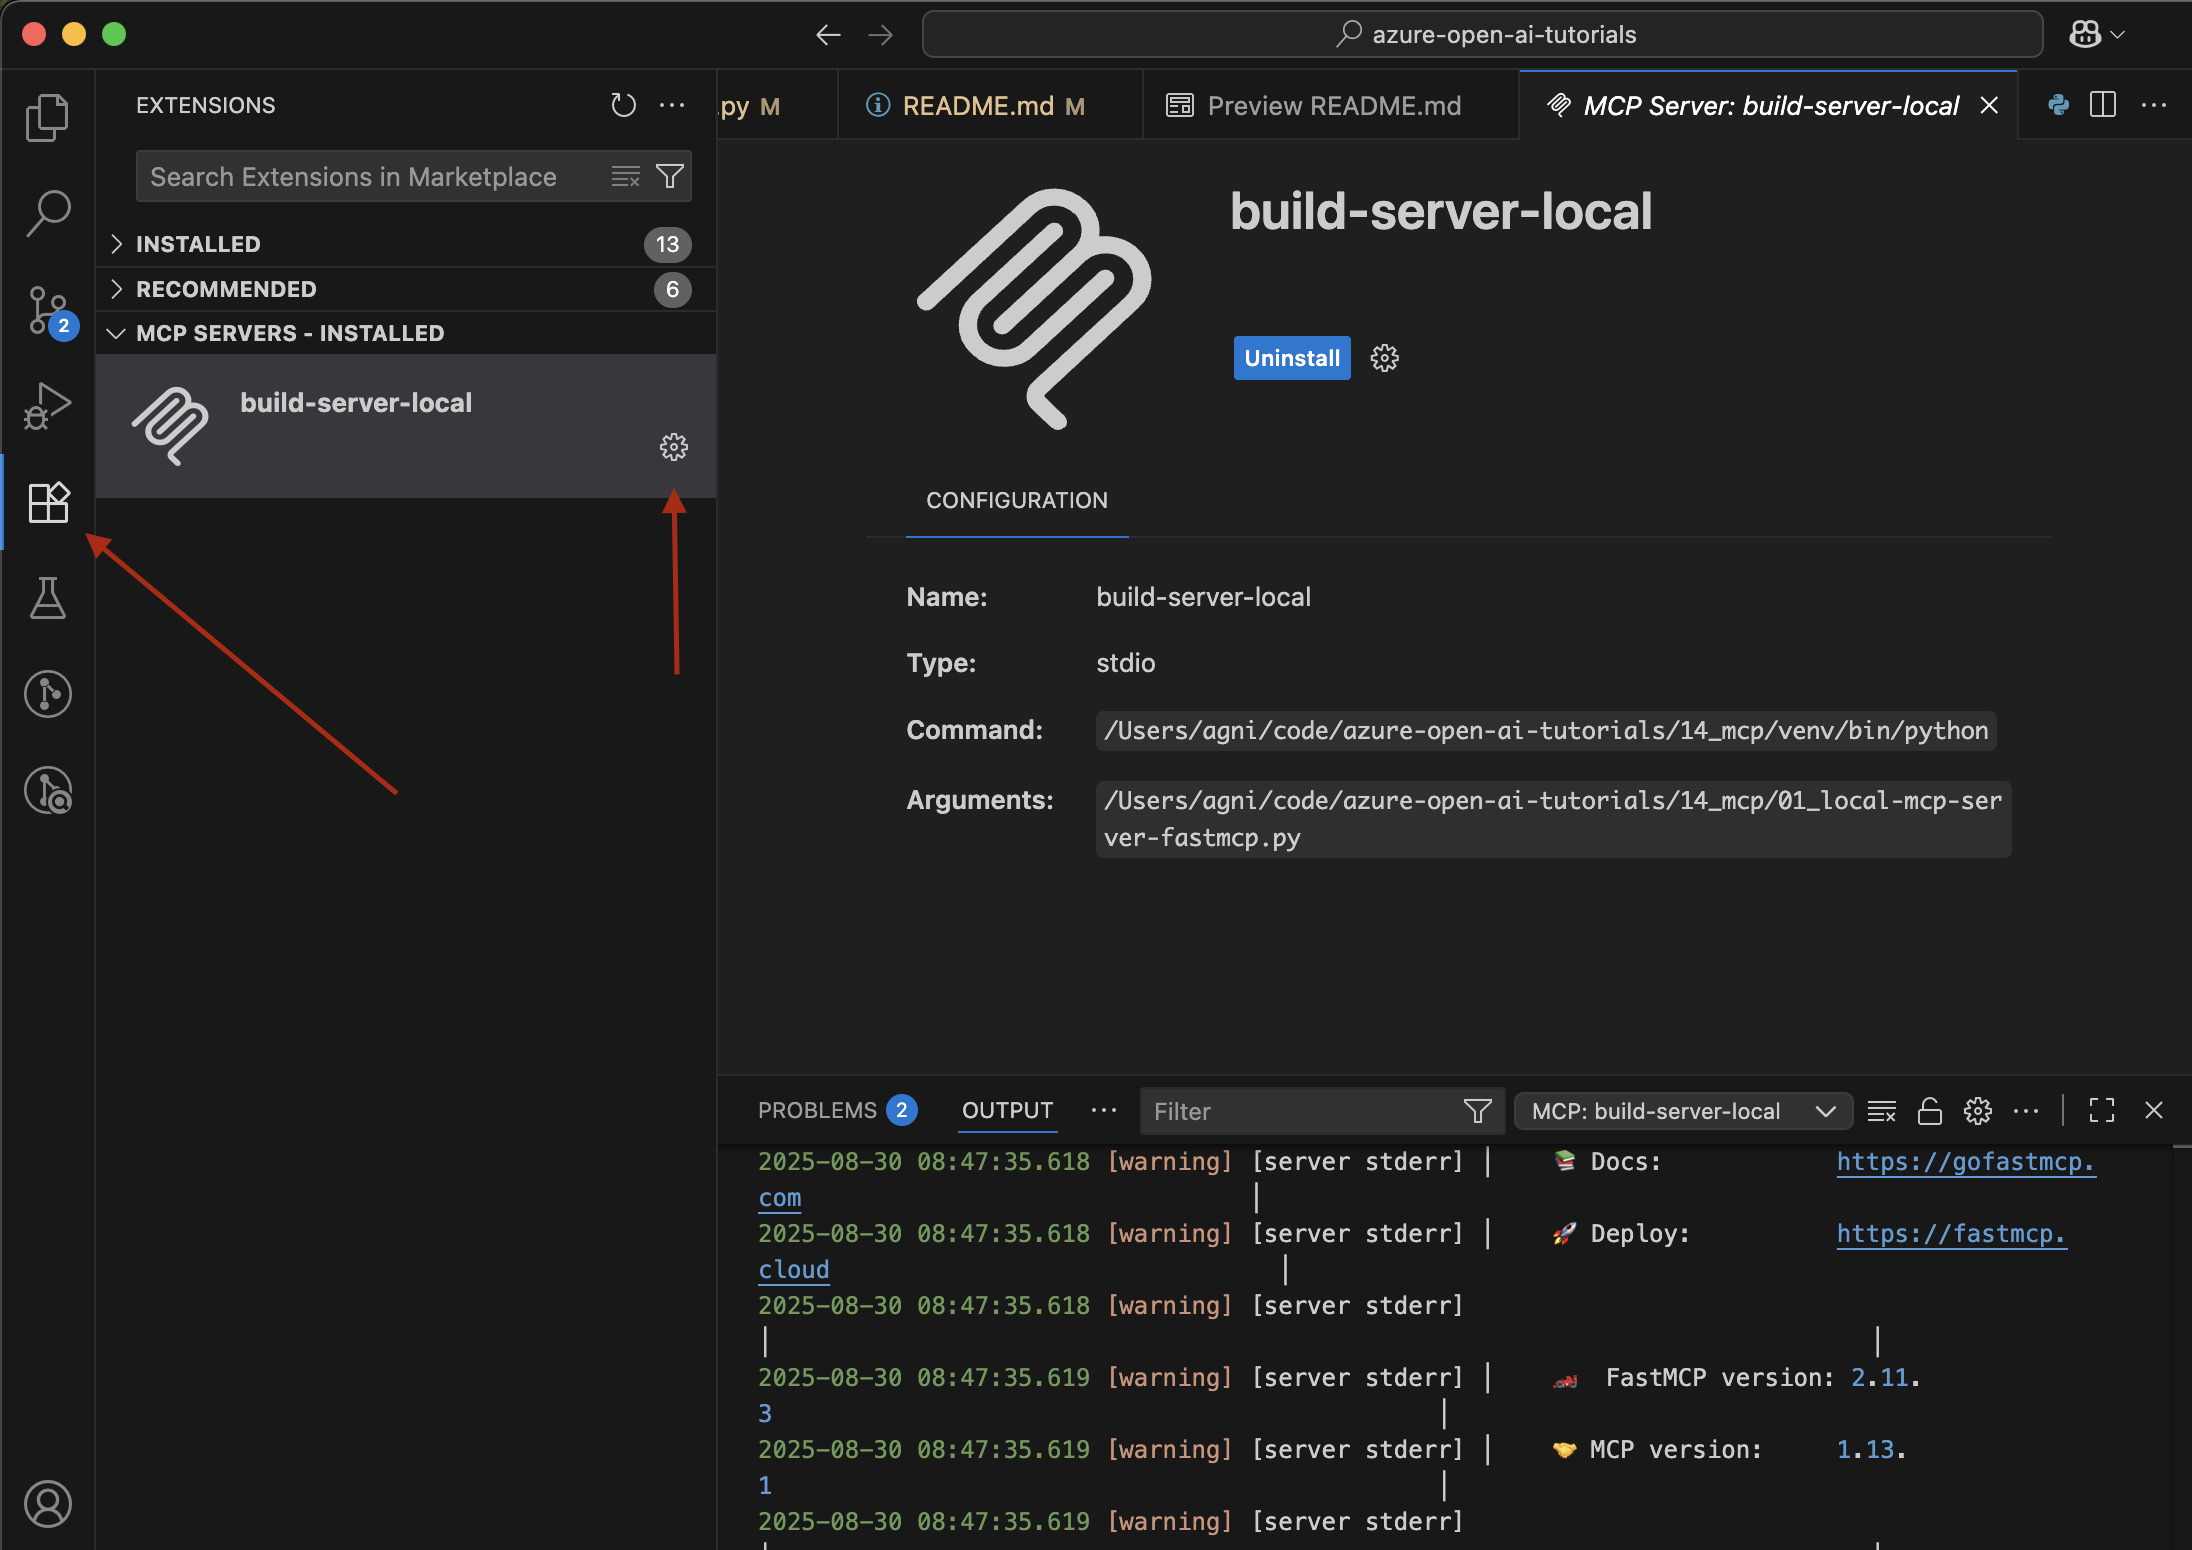 azure-open-ai-tutorials
EXTENSIONS
Search Extensions in Marketplace
INSTALLED 13
RECOMMENDED 6
MCP SERVERS - INSTALLED
build-server-local
2
.py M
README.md M
Preview README.md
MCP Server: build-server-local
build-server-local
Uninstall
CONFIGURATION
Name: build-server-local
Type: stdio
Command: /Users/agni/code/azure-open-ai-tutorials/14_mcp/venv/bin/python
Arguments: /Users/agni/code/azure-open-ai-tutorials/14_mcp/01_local-mcp-ser
ver-fastmcp.py
PROBLEMS 2 OUTPUT Filter MCP: build-server-local
2025-08-30 08:47:35.618 [warning] [server stderr] │ 📚 Docs: https://gofastmcp.
com │
2025-08-30 08:47:35.618 [warning] [server stderr] │ 🚀 Deploy: https://fastmcp.
cloud │
2025-08-30 08:47:35.618 [warning] [server stderr]
│ │
2025-08-30 08:47:35.619 [warning] [server stderr] │ 🏎️ FastMCP version: 2.11.
3 │
2025-08-30 08:47:35.619 [warning] [server stderr] │ 🤝 MCP version: 1.13.
1 │
2025-08-30 08:47:35.619 [warning] [server stderr]